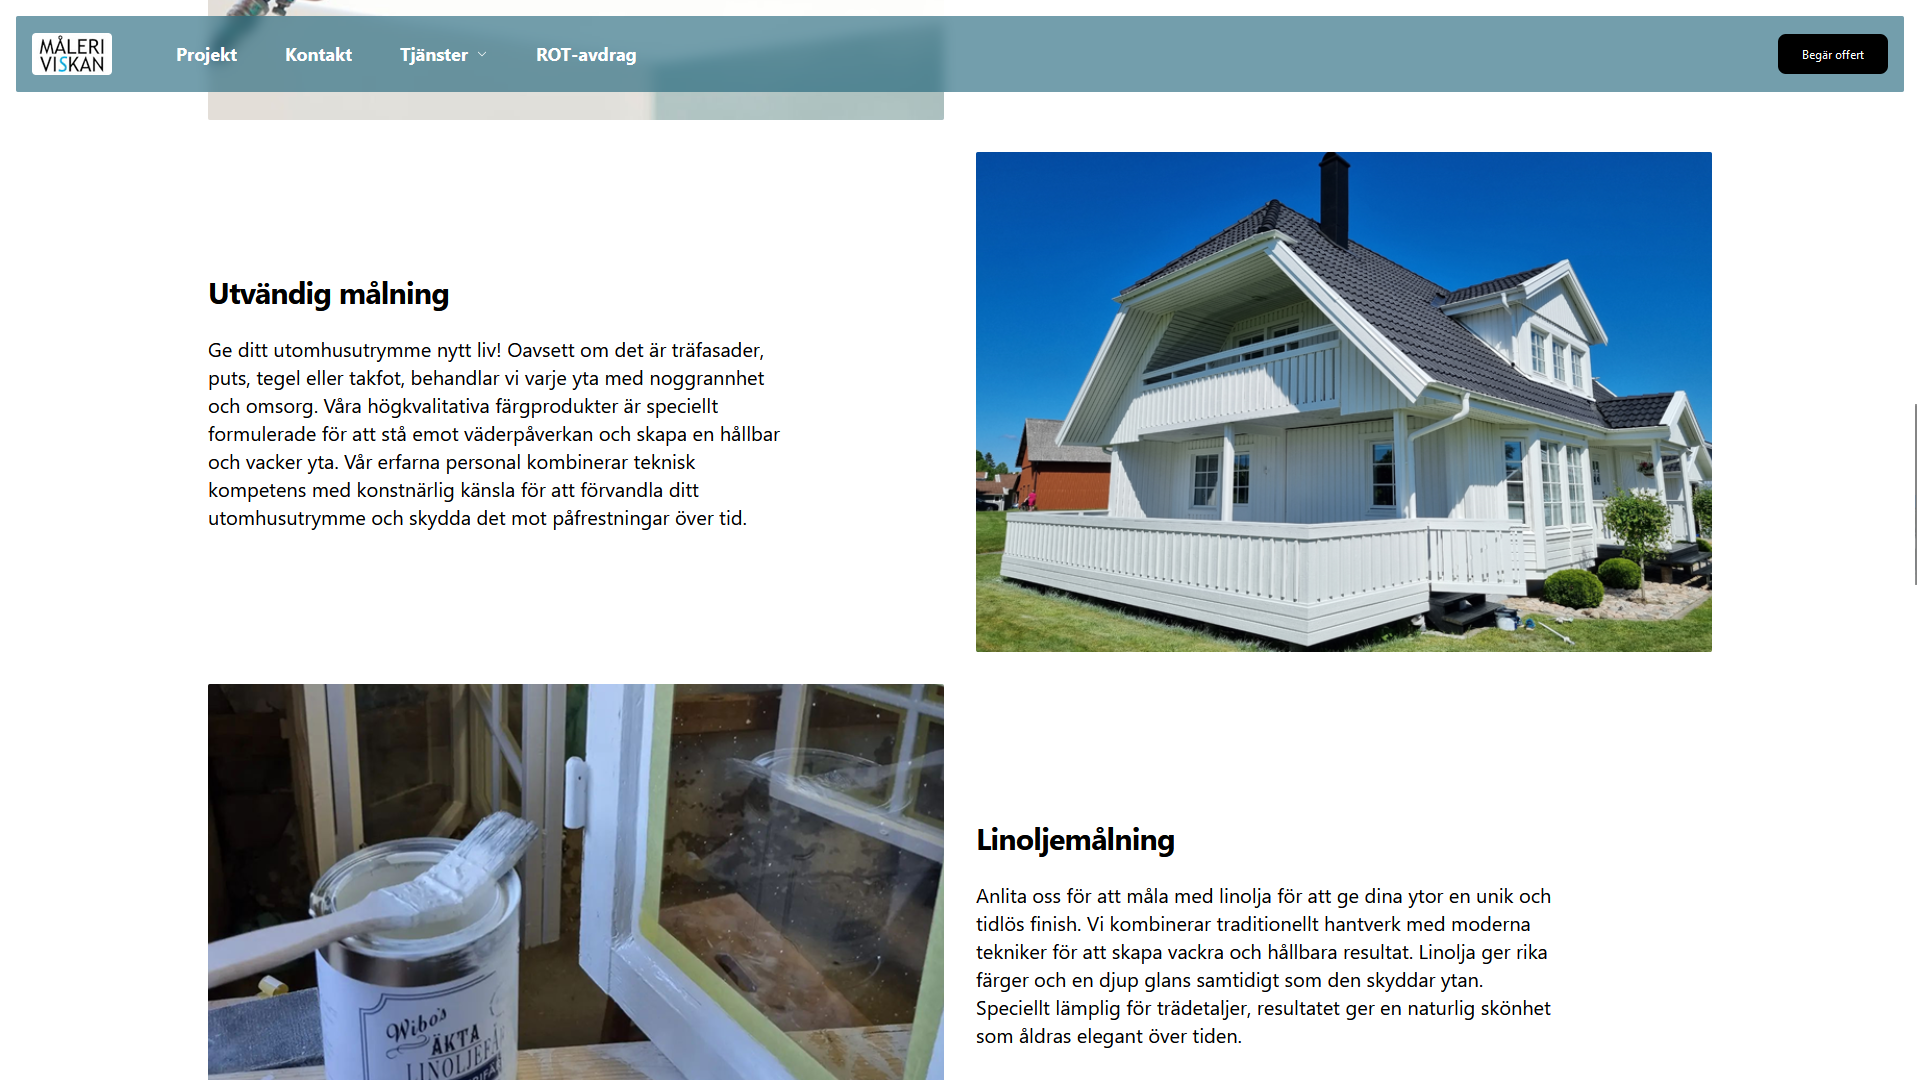 MÅLERI
VISKAN
Projekt
Kontakt
Tjänster
ROT-avdrag
Begär offert
Utvändig målning
Ge ditt utomhusutrymme nytt liv! Oavsett om det är träfasader,
puts, tegel eller takfot, behandlar vi varje yta med noggrannhet
och omsorg. Våra högkvalitativa färgprodukter är speciellt
formulerade för att stå emot väderpåverkan och skapa en hållbar
och vacker yta. Vår erfarna personal kombinerar teknisk
kompetens med konstnärlig känsla för att förvandla ditt
utomhusutrymme och skydda det mot påfrestningar över tid.
Wibo's
ÄKTA
Linoljemålning
Anlita oss för att måla med linolja för att ge dina ytor en unik och
tidlös finish. Vi kombinerar traditionellt hantverk med moderna
tekniker för att skapa vackra och hållbara resultat. Linolja ger rika
färger och en djup glans samtidigt som den skyddar ytan.
Speciellt lämplig för trädetaljer, resultatet ger en naturlig skönhet
som åldras elegant över tiden.